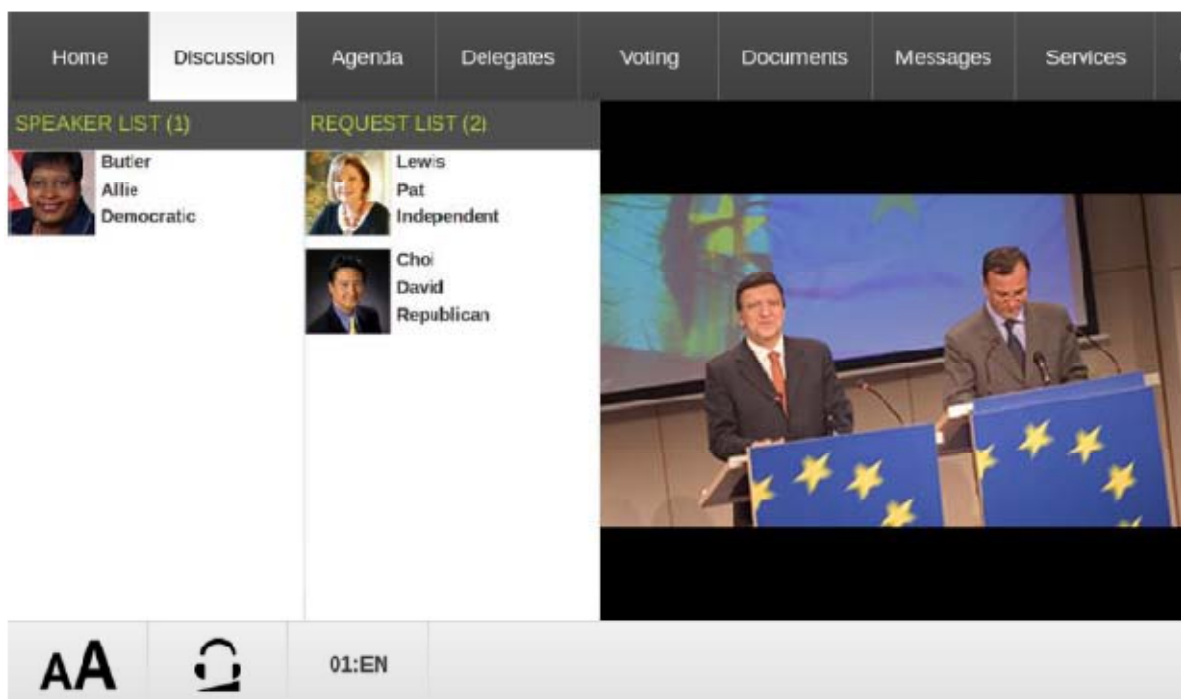 Home
Discussion
Agenda
Delegates
Voting
Documents
Messages
Services
SPEAKER LIST (1)
Butler
Allie
Democratic
REQUEST LIST (2)
Lewis
Pat
Independent
Choi
David
Republican
AA
01:EN